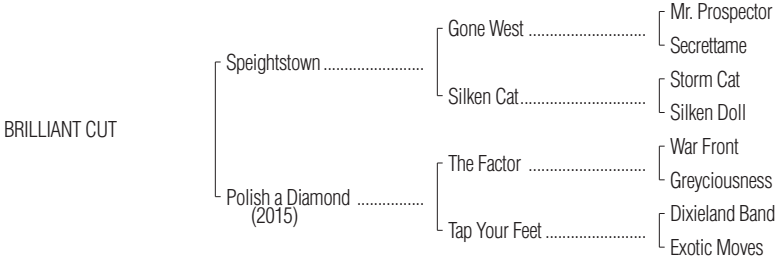 Mr. Prospector
Gone West ..............................
Secrettame
Speightstown ........................
Storm Cat
Silken Cat..............................
Silken Doll
BRILLIANT CUT
War Front
The Factor ..............................
Greyciousness
Polish a Diamond ................
(2015)
Dixieland Band
Tap Your Feet ..........................
Exotic Moves